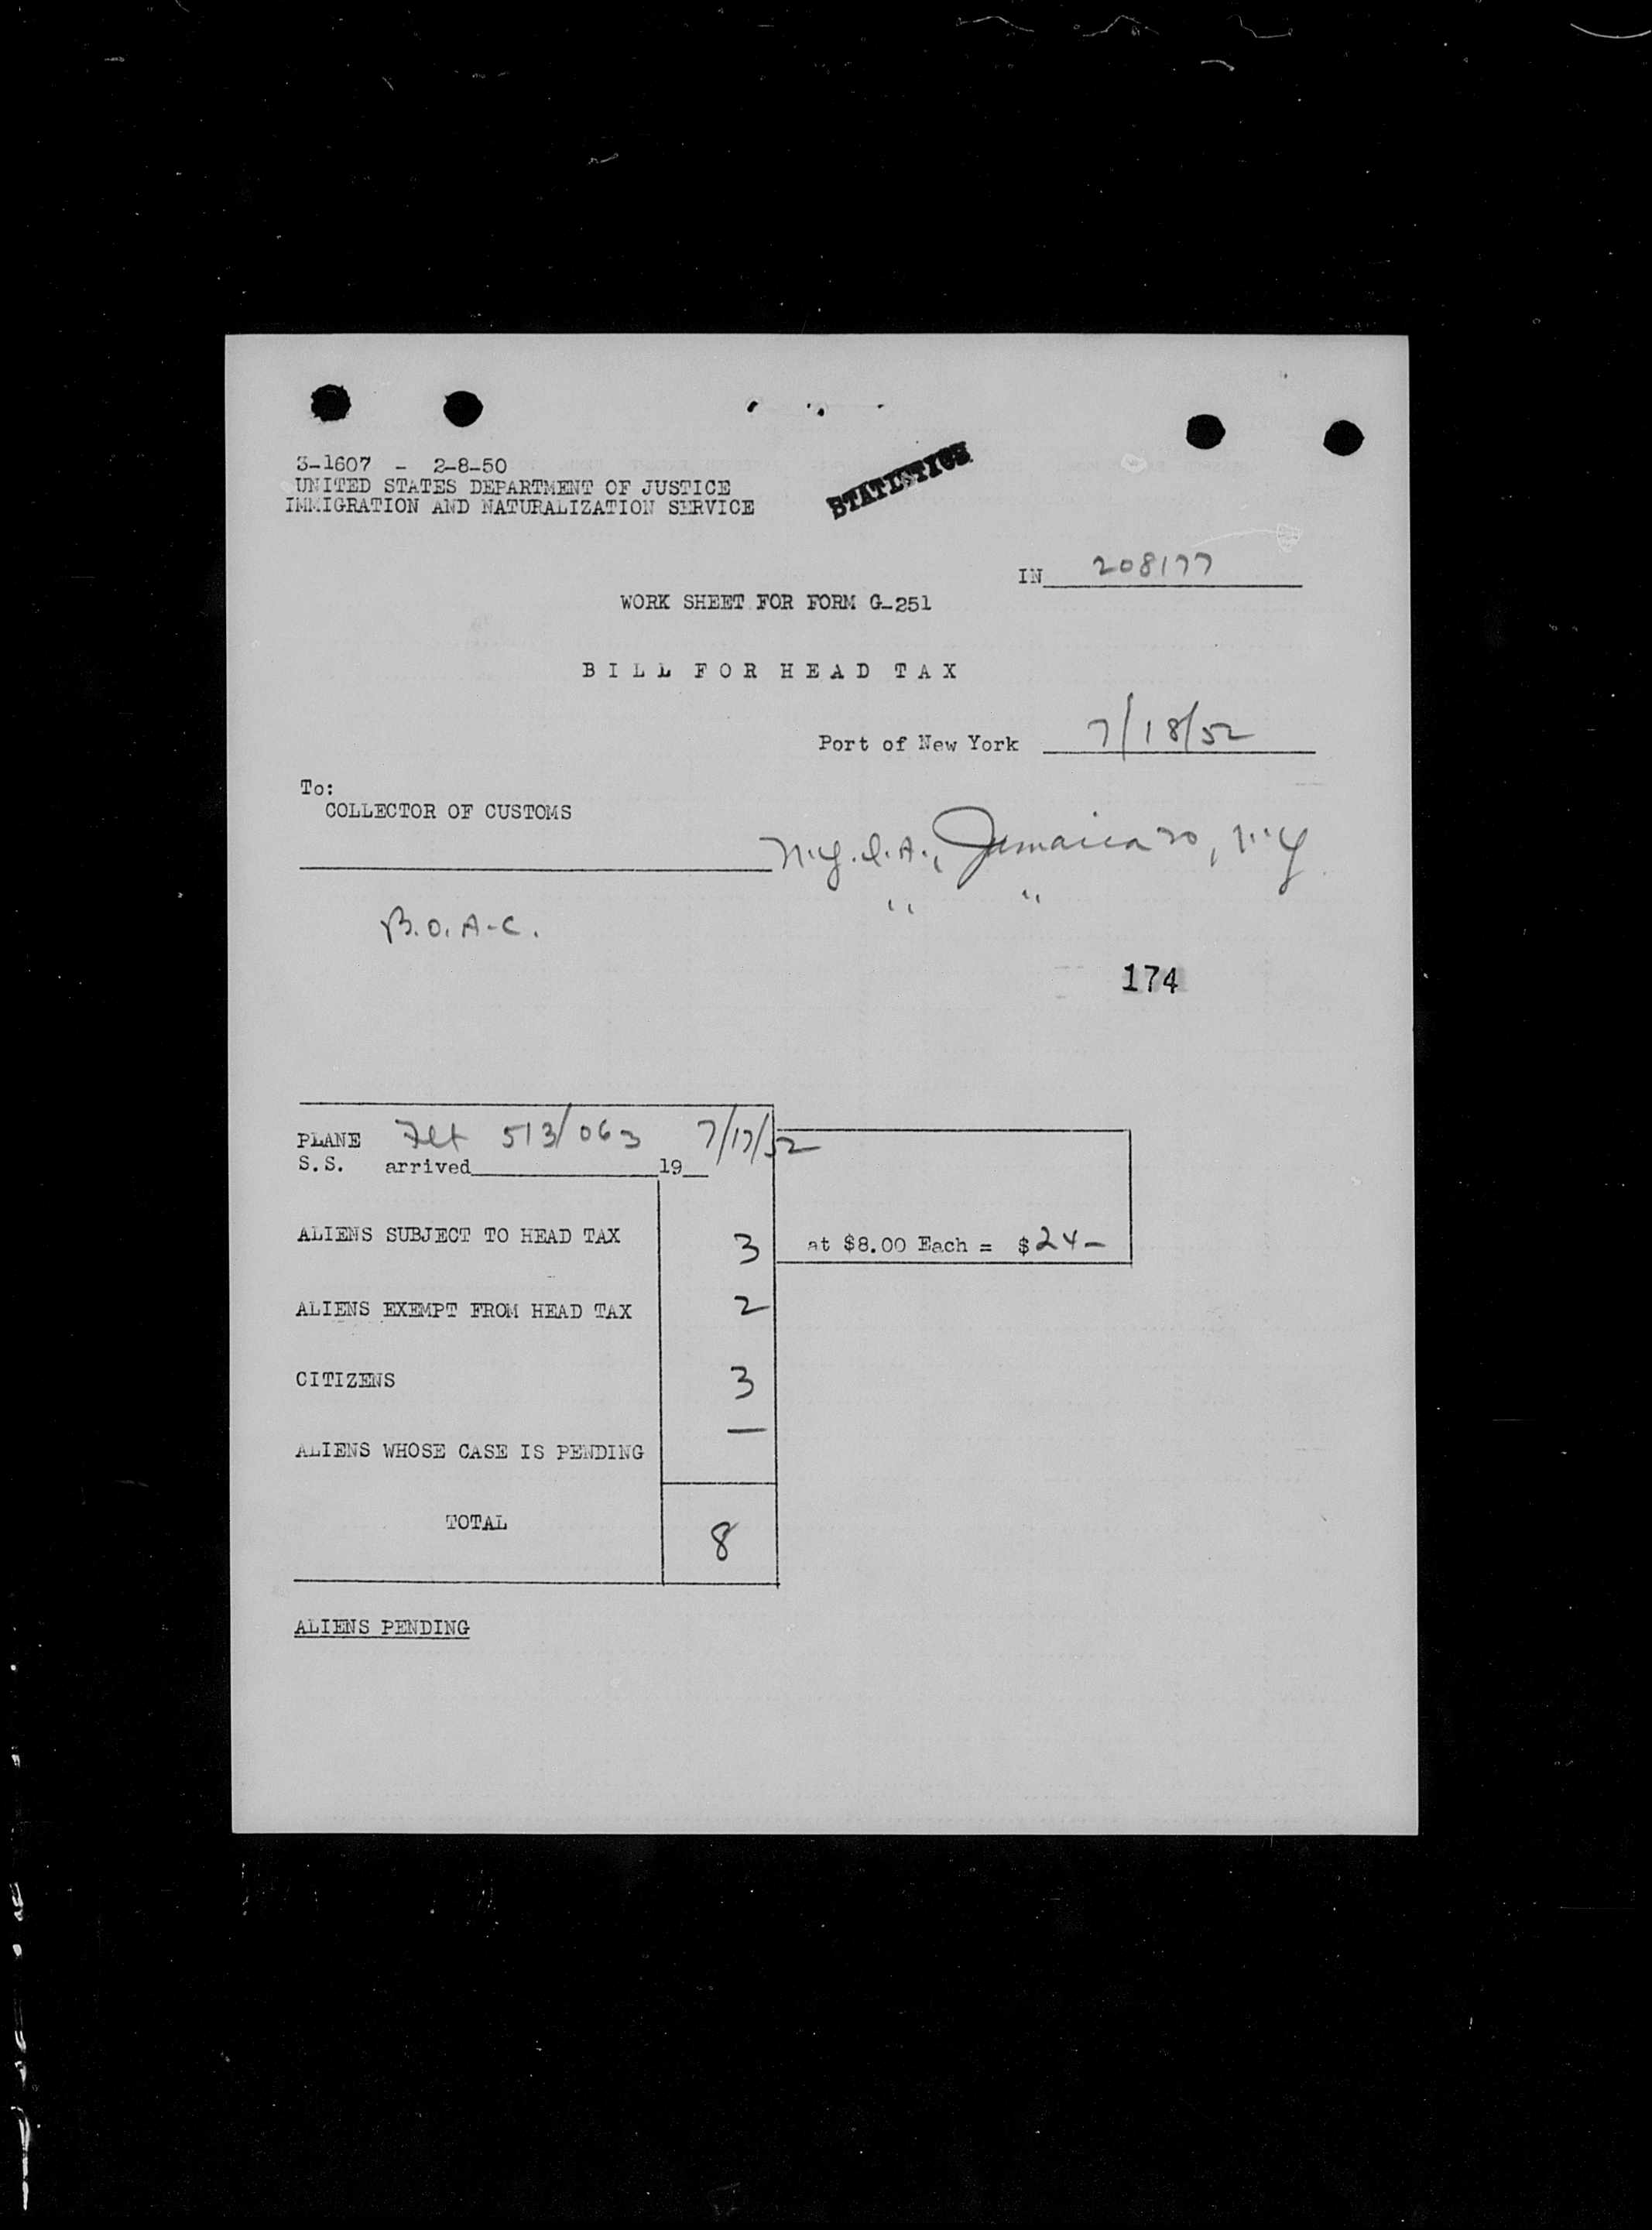 3-1607 - 2-8-50
UNITED STATES DEPARTMENT OF JUSTICE
IMMIGRATION AND NATURALIZATION SERVICE
STATISTICS
IN 208177
WORK SHEET FOR FORM G-251
BILL FOR HEAD TAX
Port of New York 7/18/52
To:
COLLECTOR OF CUSTOMS
N.Y.I.A., Jamaica 30, N.Y.
" "
B.O.A.C.
174
PLANE Flt 513/063 7/17/52
S.S. arrived 19
ALIENS SUBJECT TO HEAD TAX 3 at $8.00 Each = $24-
ALIENS EXEMPT FROM HEAD TAX 2
CITIZENS 3
ALIENS WHOSE CASE IS PENDING —
TOTAL 8
ALIENS PENDING